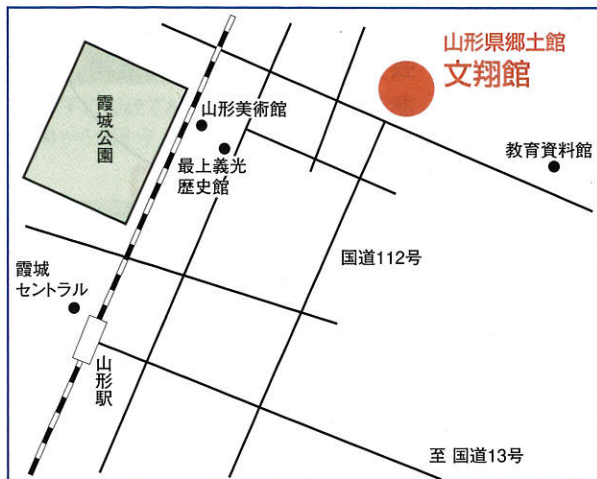 山形県郷土館
文翔館
霞城公園
山形美術館
最上義光
歴史館
教育資料館
国道112号
霞城
セントラル
山形駅
至 国道13号